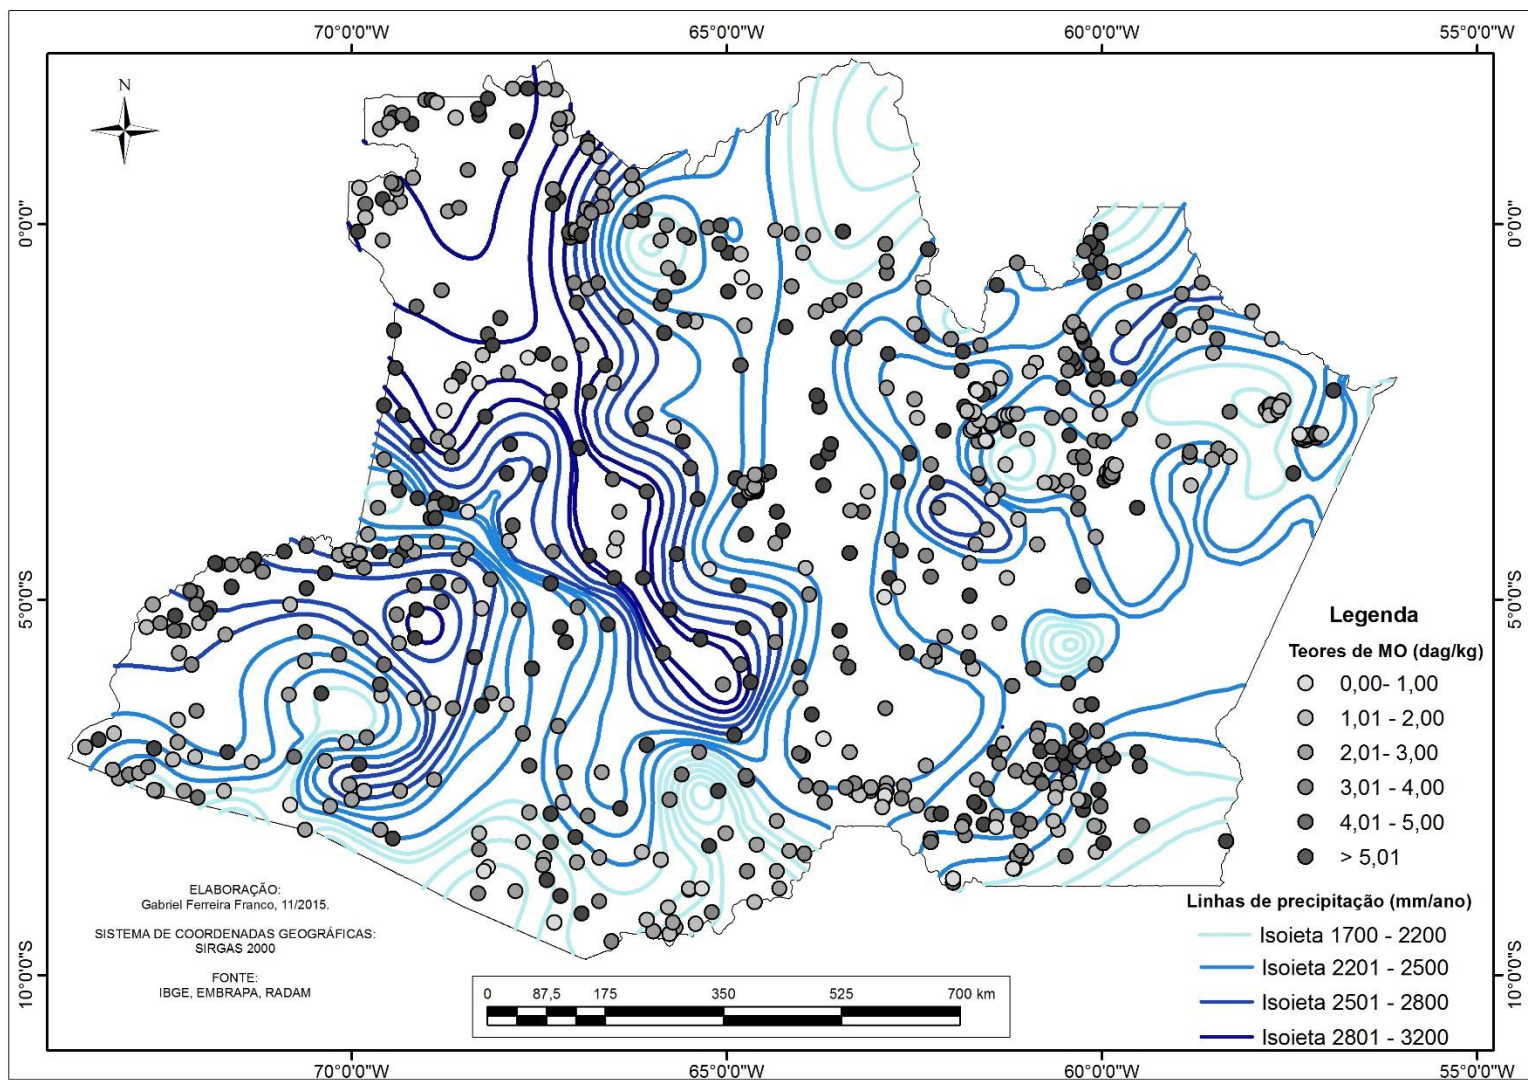 70°0'0"W
65°0'0"W
60°0'0"W
55°0'0"W
N
0°0'0"
0°0'0"
5°0'0"S
5°0'0"S
Legenda
Teores de MO (dag/kg)
0,00- 1,00
1,01 - 2,00
2,01 - 3,00
3,01 - 4,00
4,01 - 5,00
> 5,01
ELABORAÇÃO:
Gabriel Ferreira Franco, 11/2015.
SISTEMA DE COORDENADAS GEOGRÁFICAS:
SIRGAS 2000
FONTE:
IBGE, EMBRAPA, RADAM
Linhas de precipitação (mm/ano)
Isoieta 1700 - 2200
Isoieta 2201 - 2500
Isoieta 2501 - 2800
Isoieta 2801 - 3200
10°0'0"S
10°0'0"S
0 87,5 175 350 525 700 km
70°0'0"W
65°0'0"W
60°0'0"W
55°0'0"W